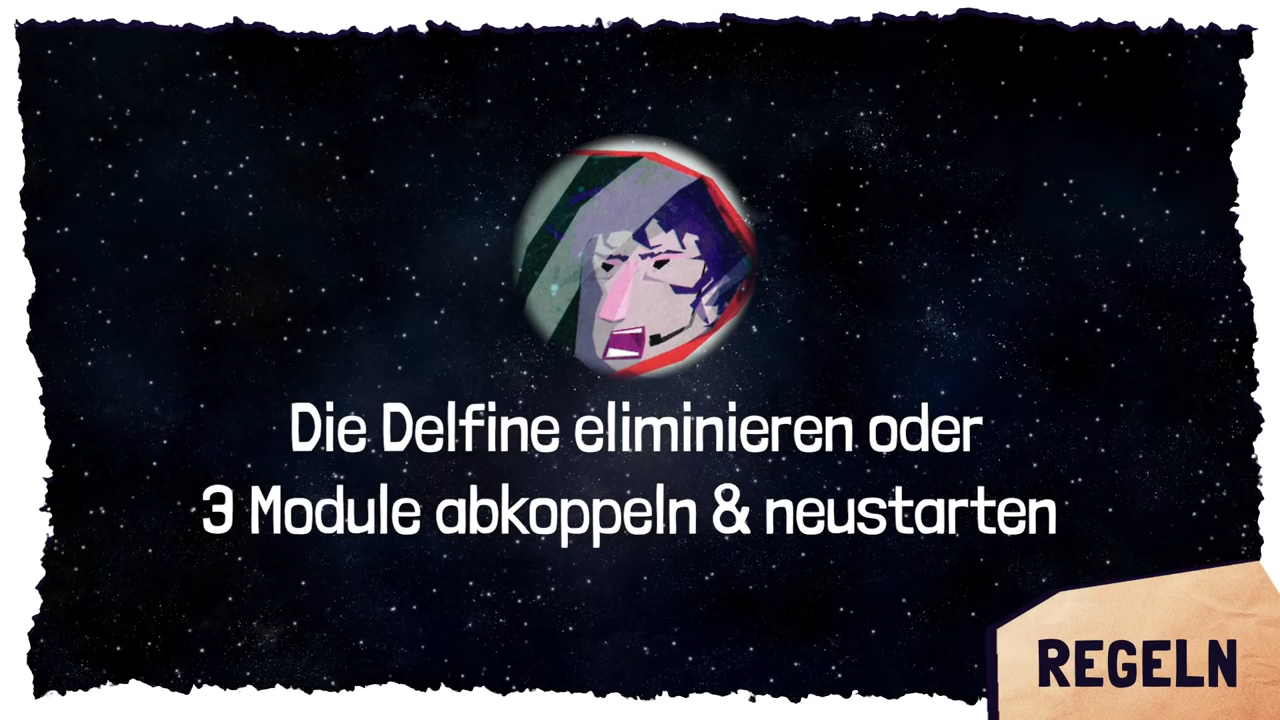 Die Delfine eliminieren oder
3 Module abkoppeln & neustarten
REGELN